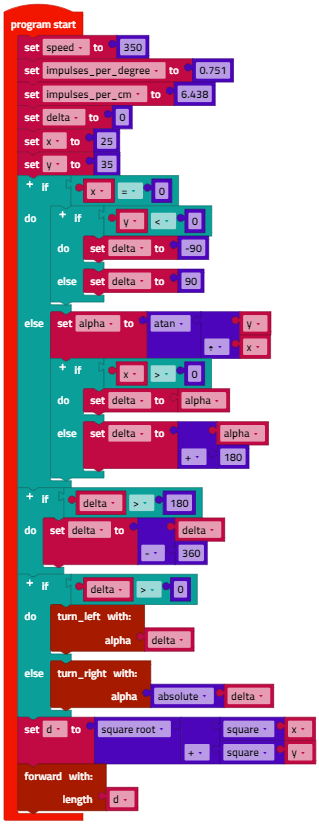 program start
set speed to 350
set impulses_per_degree to 0.751
set impulses_per_cm to 6.438
set delta to 0
set x to 25
set y to 35
+ if x = 0
do + if y < 0
do set delta to -90
else set delta to 90
else set alpha to atan y
÷ x
+ if x > 0
do set delta to alpha
else set delta to alpha
+ 180
+ if delta > 180
do set delta to delta
- 360
+ if delta > 0
do turn_left with:
alpha delta
else turn_right with:
alpha absolute delta
set d to square root square x
+ square y
forward with:
length d